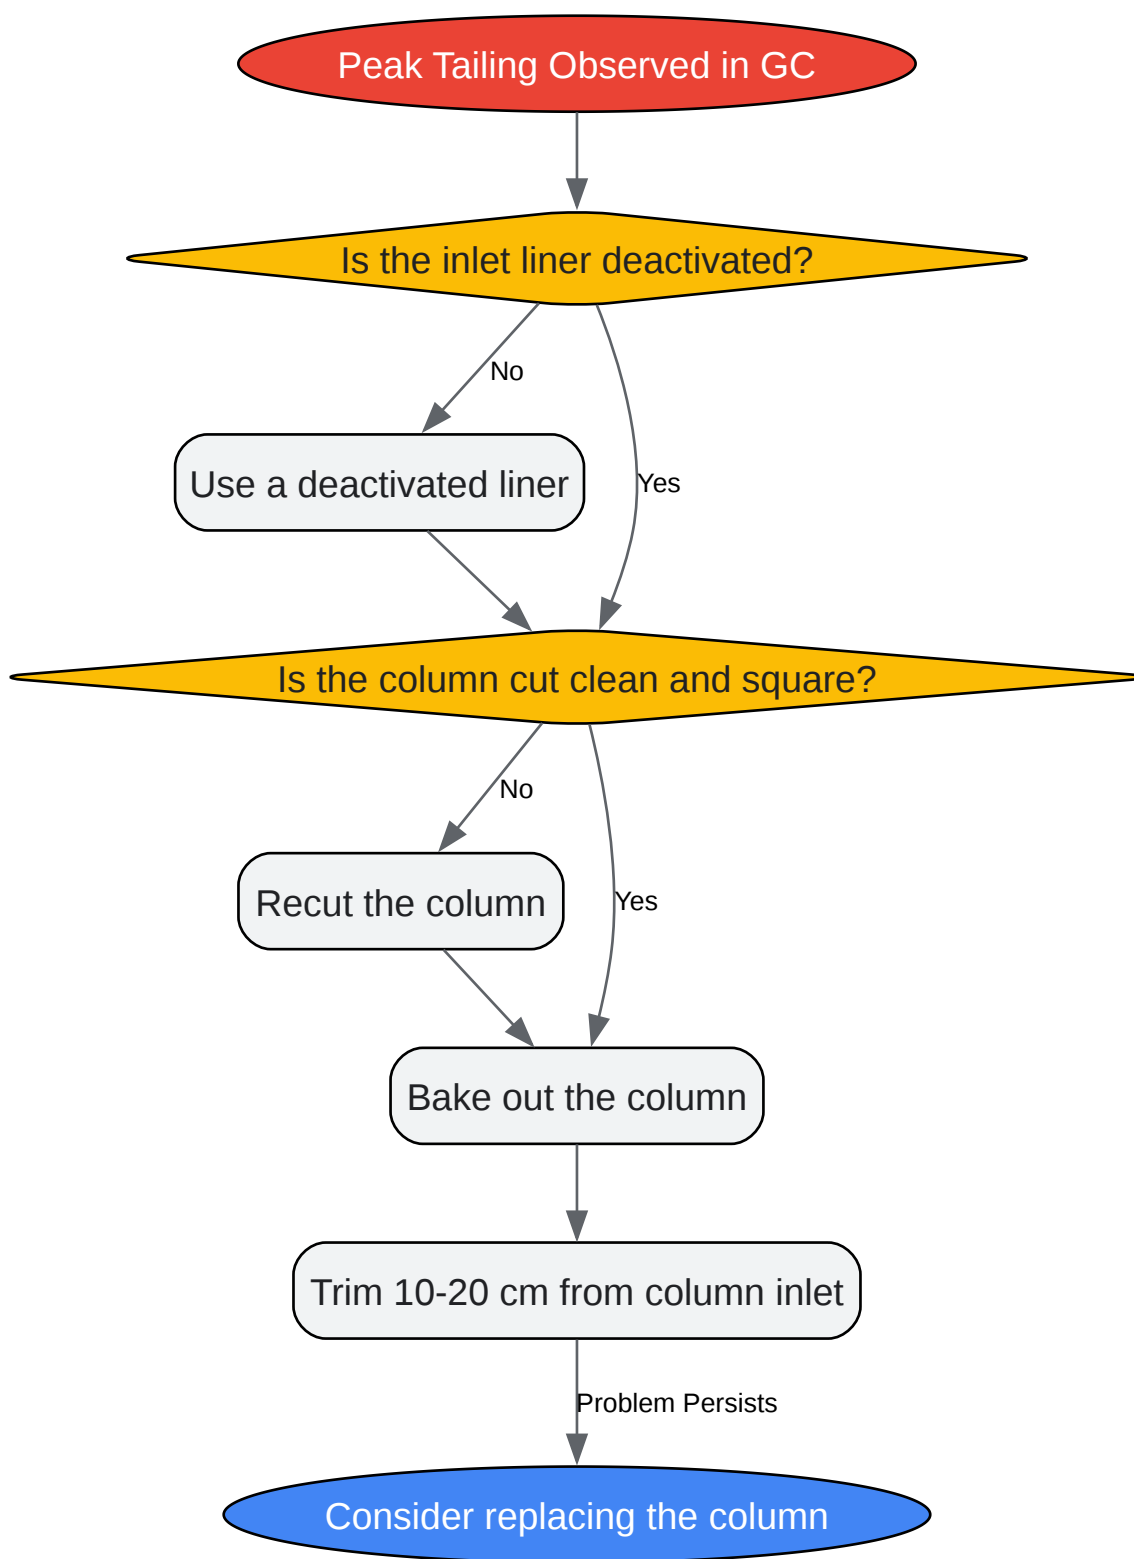 Peak Tailing Observed in GC
Is the inlet liner deactivated?
No
Use a deactivated liner
Yes
Is the column cut clean and square?
No
Recut the column
Yes
Bake out the column
Trim 10-20 cm from column inlet
Problem Persists
Consider replacing the column